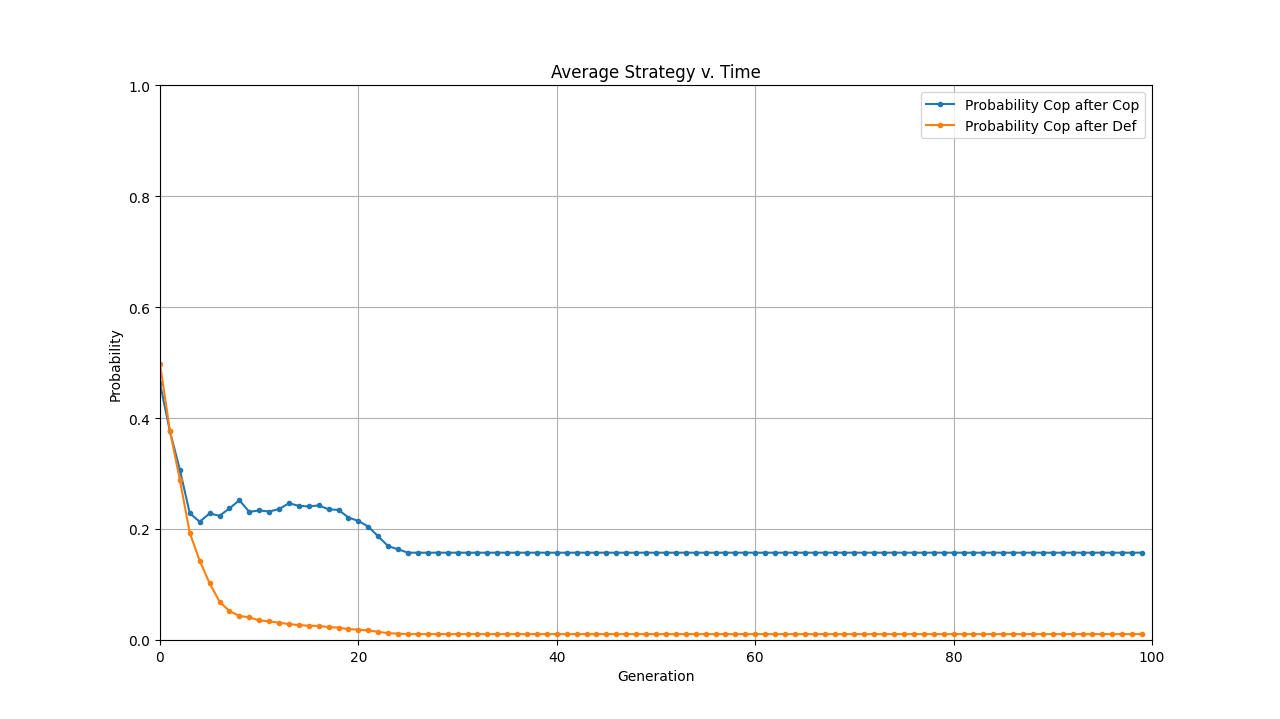 Average Strategy v. Time
Probability Cop after Cop
Probability Cop after Def
1.0
0.8
0.6
0.4
0.2
0.0
Probability
0 20 40 60 80 100
Generation